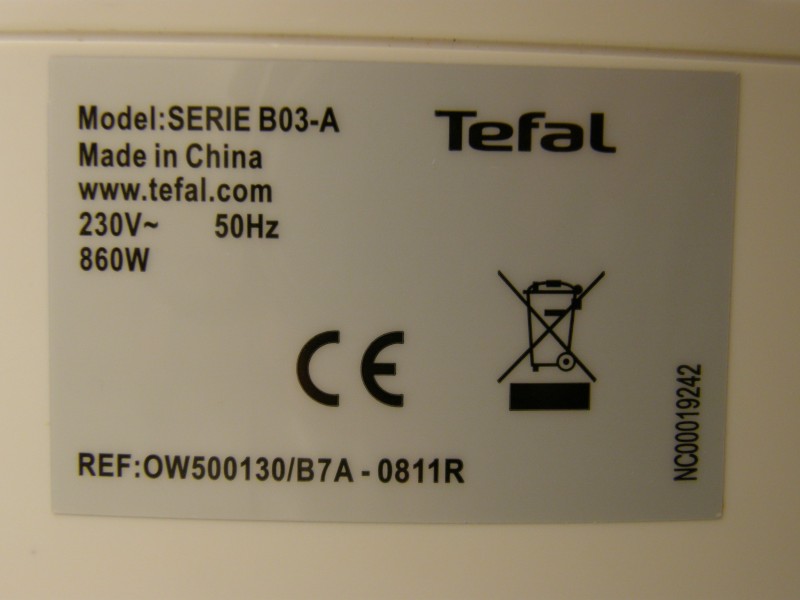 Model:SERIE B03-A
Tefal
Made in China
www.tefal.com
230V~ 50Hz
860W
CE
REF:OW500130/B7A - 0811R
NC00019242